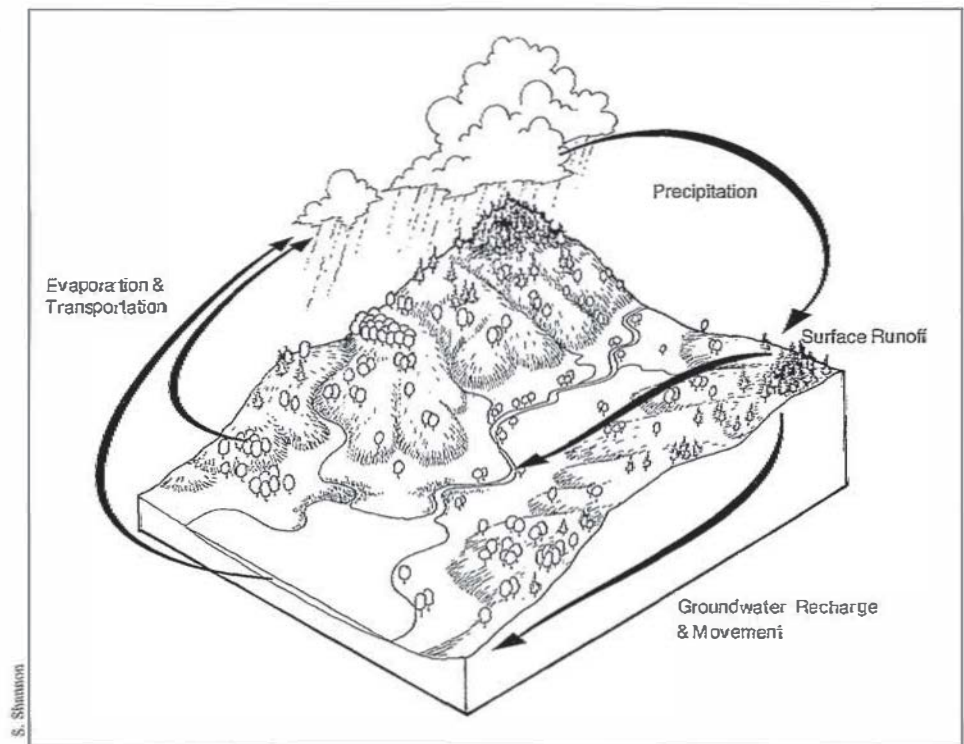 Precipitation
Evaporation &
Transportation
Surface Runoff
Groundwater Recharge
& Movement
S. Shannon